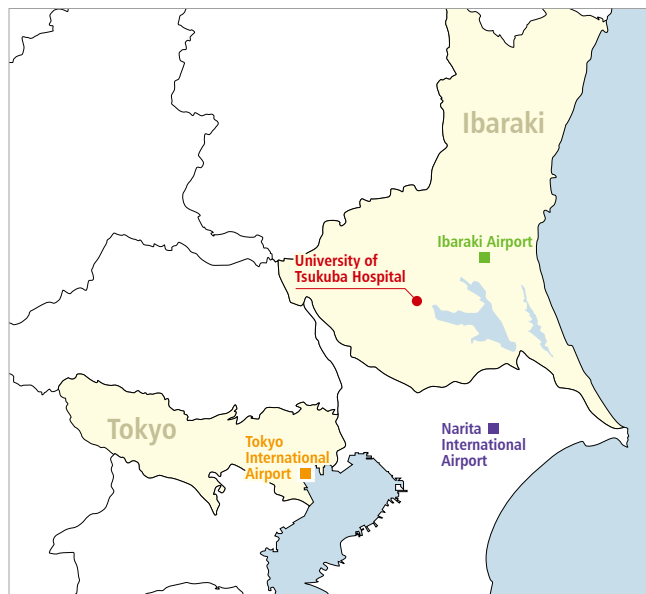 Ibaraki
Ibaraki Airport
University of
Tsukuba Hospital
Tokyo
Tokyo
International
Airport
Narita
International
Airport